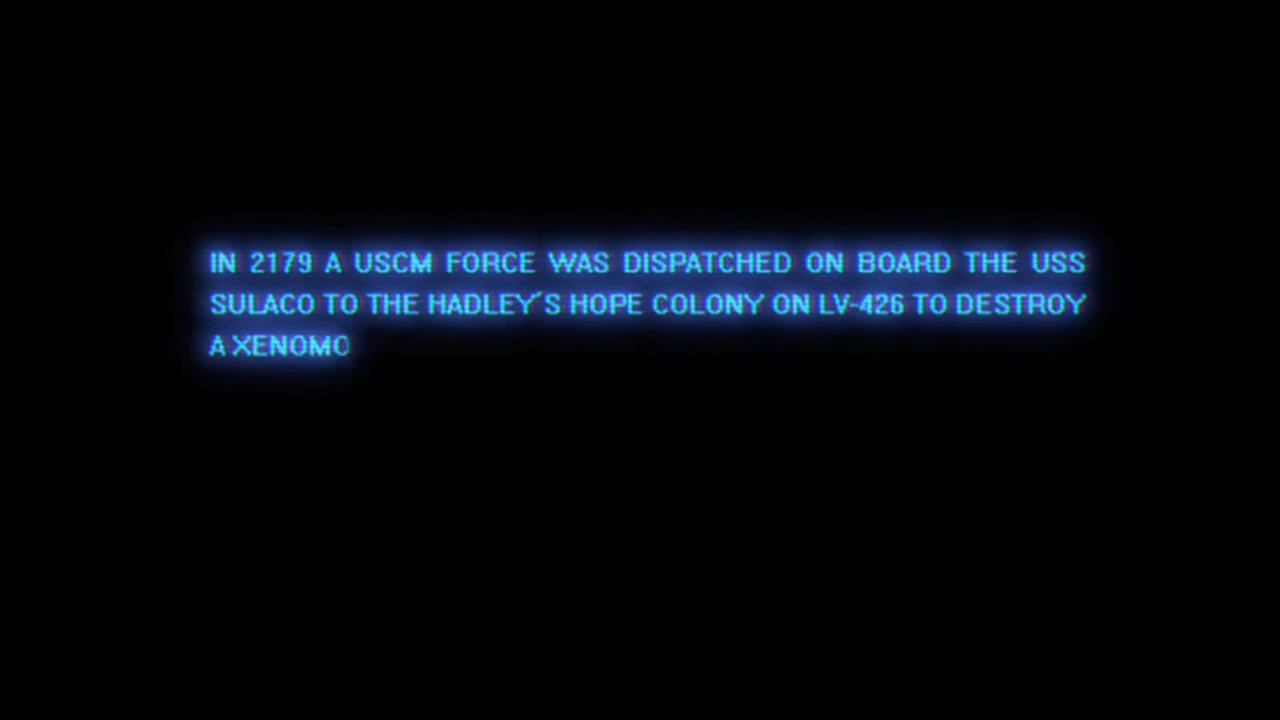 IN 2179 A USCM FORCE WAS DISPATCHED ON BOARD THE USS
SULACO TO THE HADLEY´S HOPE COLONY ON LV-426 TO DESTROY
A XENOMO